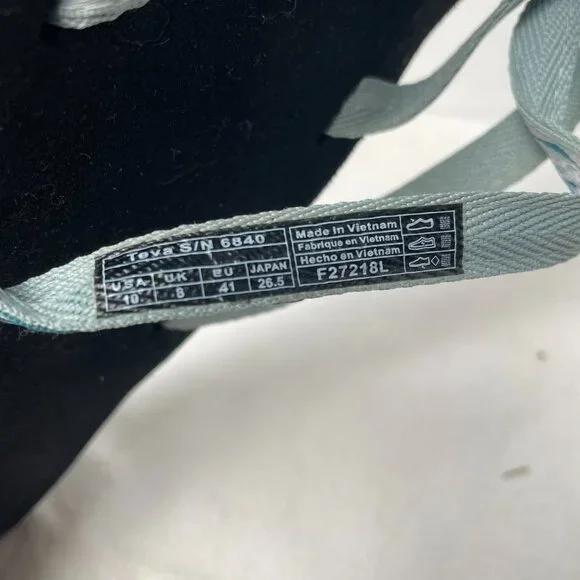 Teva S/N 6840
USA UK EU JAPAN
10 8 41 26.5
Made in Vietnam
Fabrique en Vietnam
Hecho en Vietnam
F27218L